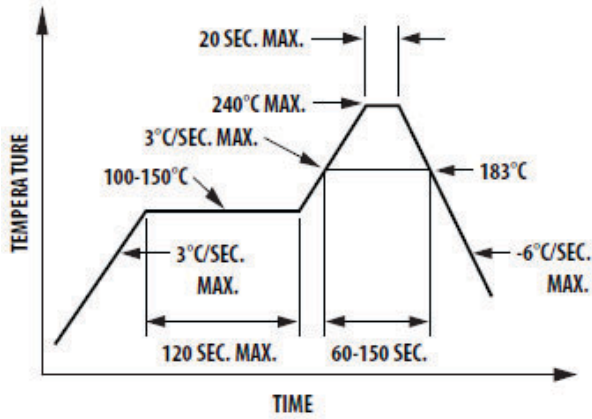 20 SEC. MAX.
240°C MAX.
3°C/SEC. MAX.
100-150°C
183°C
3°C/SEC.
MAX.
-6°C/SEC.
MAX.
120 SEC. MAX.
60-150 SEC.
TEMPERATURE
TIME